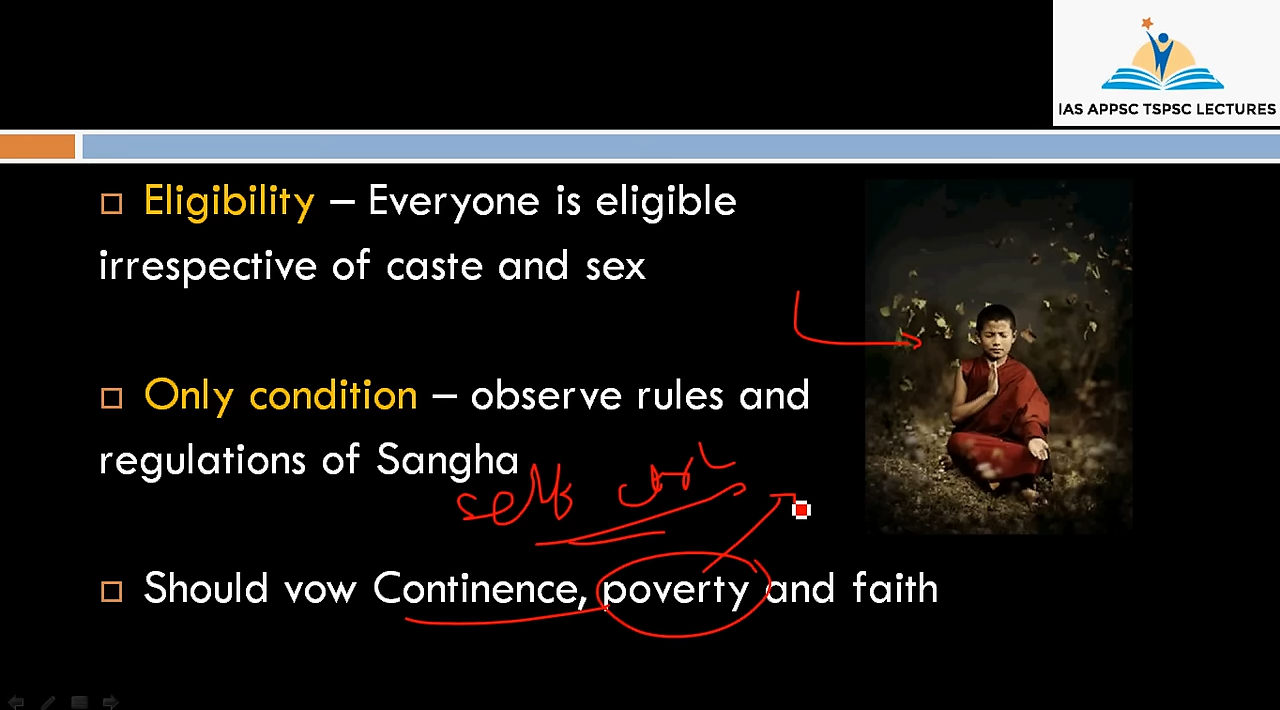 IAS APPSC TSPSC LECTURES
Eligibility – Everyone is eligible
irrespective of caste and sex
Only condition – observe rules and
regulations of Sangha
self
Should vow Continence, poverty and faith